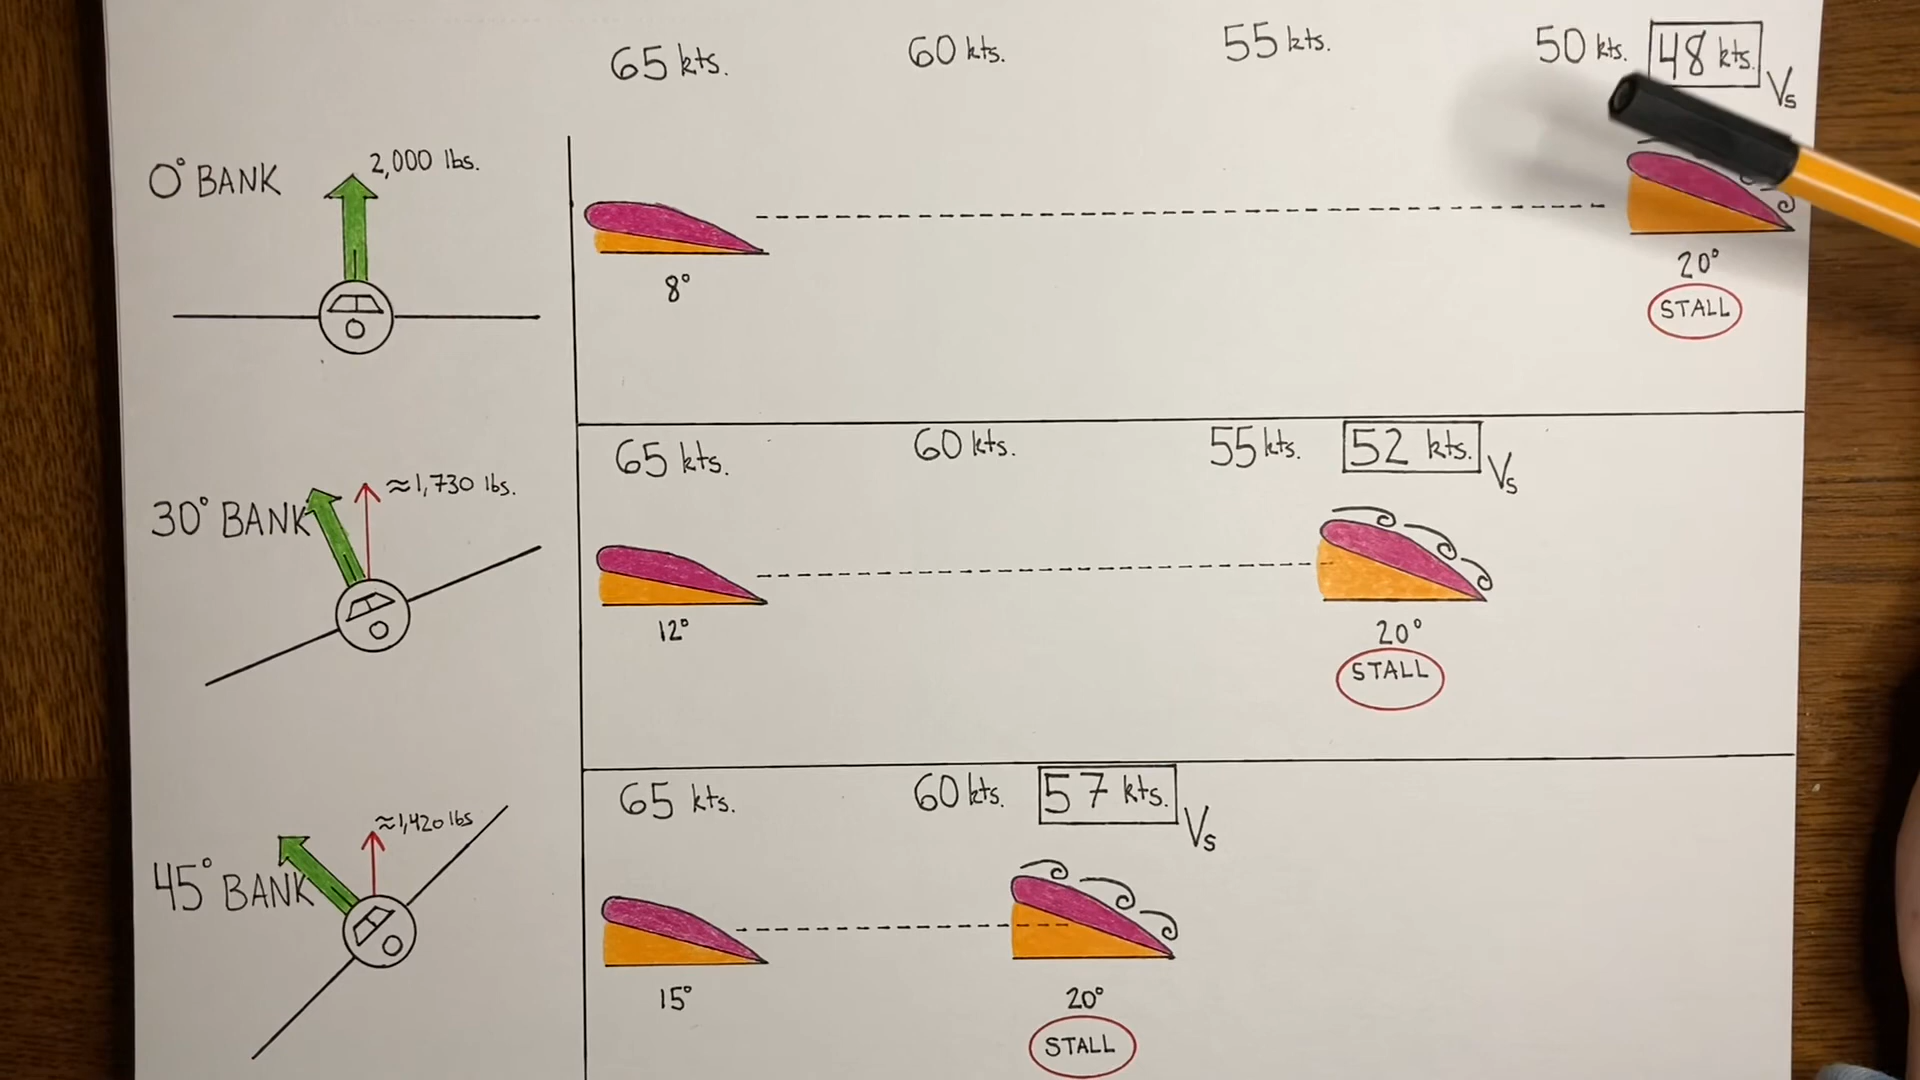 65 kts. 60 kts. 55 kts. 50 kts. 48 kts. Vs
0° BANK 2,000 lbs.
8° 20°
STALL
65 kts. 60 kts. 55 kts. 52 kts. Vs
30° BANK ≈1,730 lbs.
12° 20°
STALL
65 kts. 60 kts. 57 kts. Vs
45° BANK ≈1,420 lbs
15° 20°
STALL